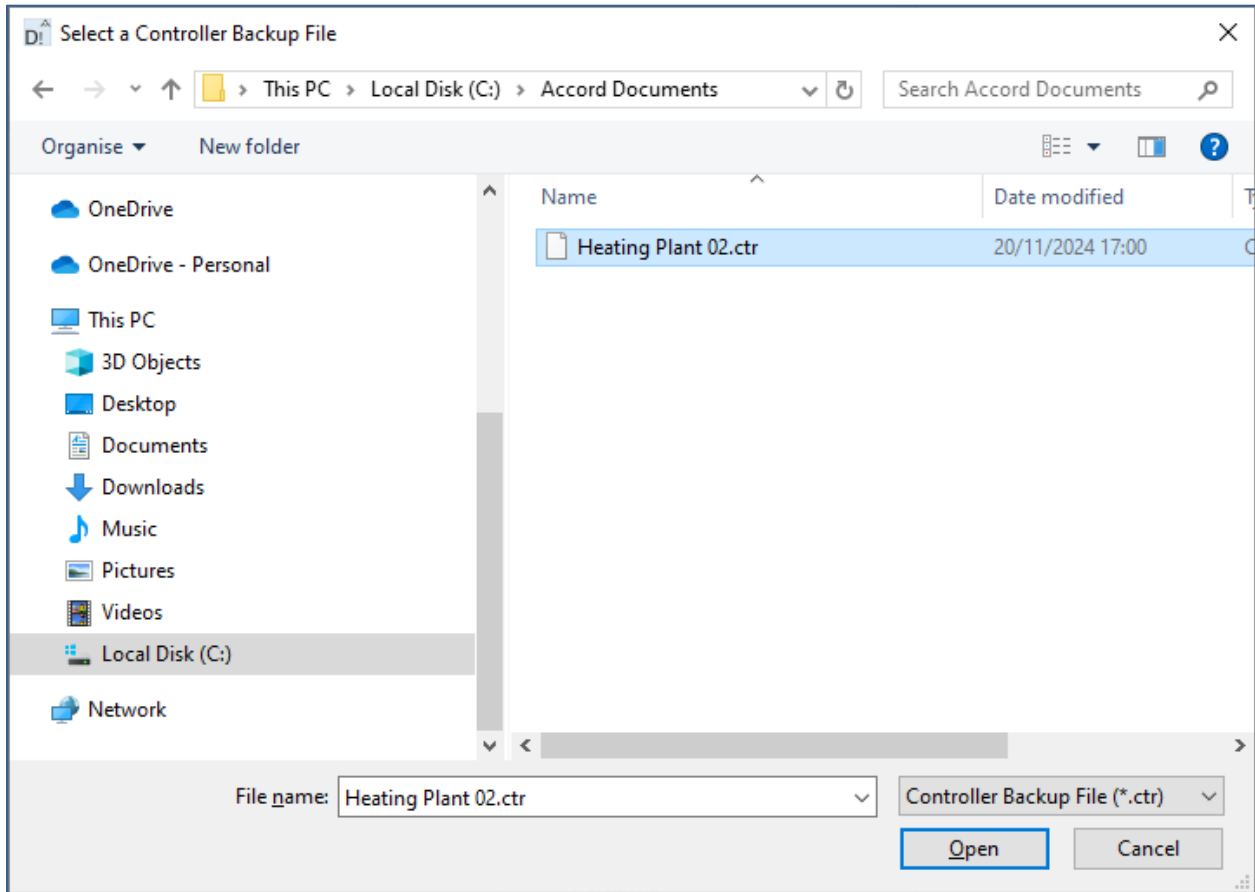 D!
Select a Controller Backup File
This PC > Local Disk (C:) > Accord Documents
Search Accord Documents
Organise
New folder
?
OneDrive
OneDrive - Personal
This PC
3D Objects
Desktop
Documents
Downloads
Music
Pictures
Videos
Local Disk (C:)
Network
Name Date modified
Heating Plant 02.ctr 20/11/2024 17:00
File name: Heating Plant 02.ctr
Controller Backup File (*.ctr)
Open Cancel